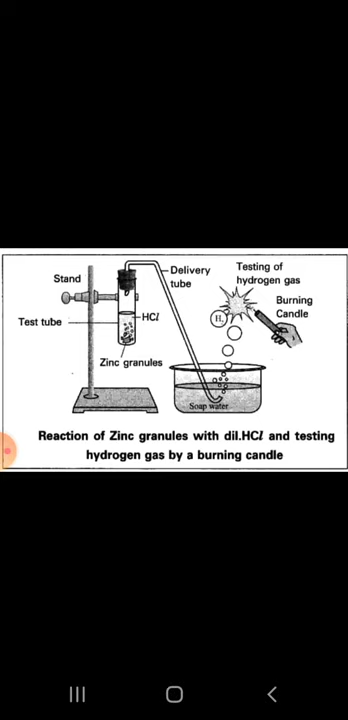 Testing of
hydrogen gas
Delivery
tube
Stand
Burning
Candle
H₂
HCl
Test tube
Zinc granules
Soap water
Reaction of Zinc granules with dil.HCl and testing
hydrogen gas by a burning candle